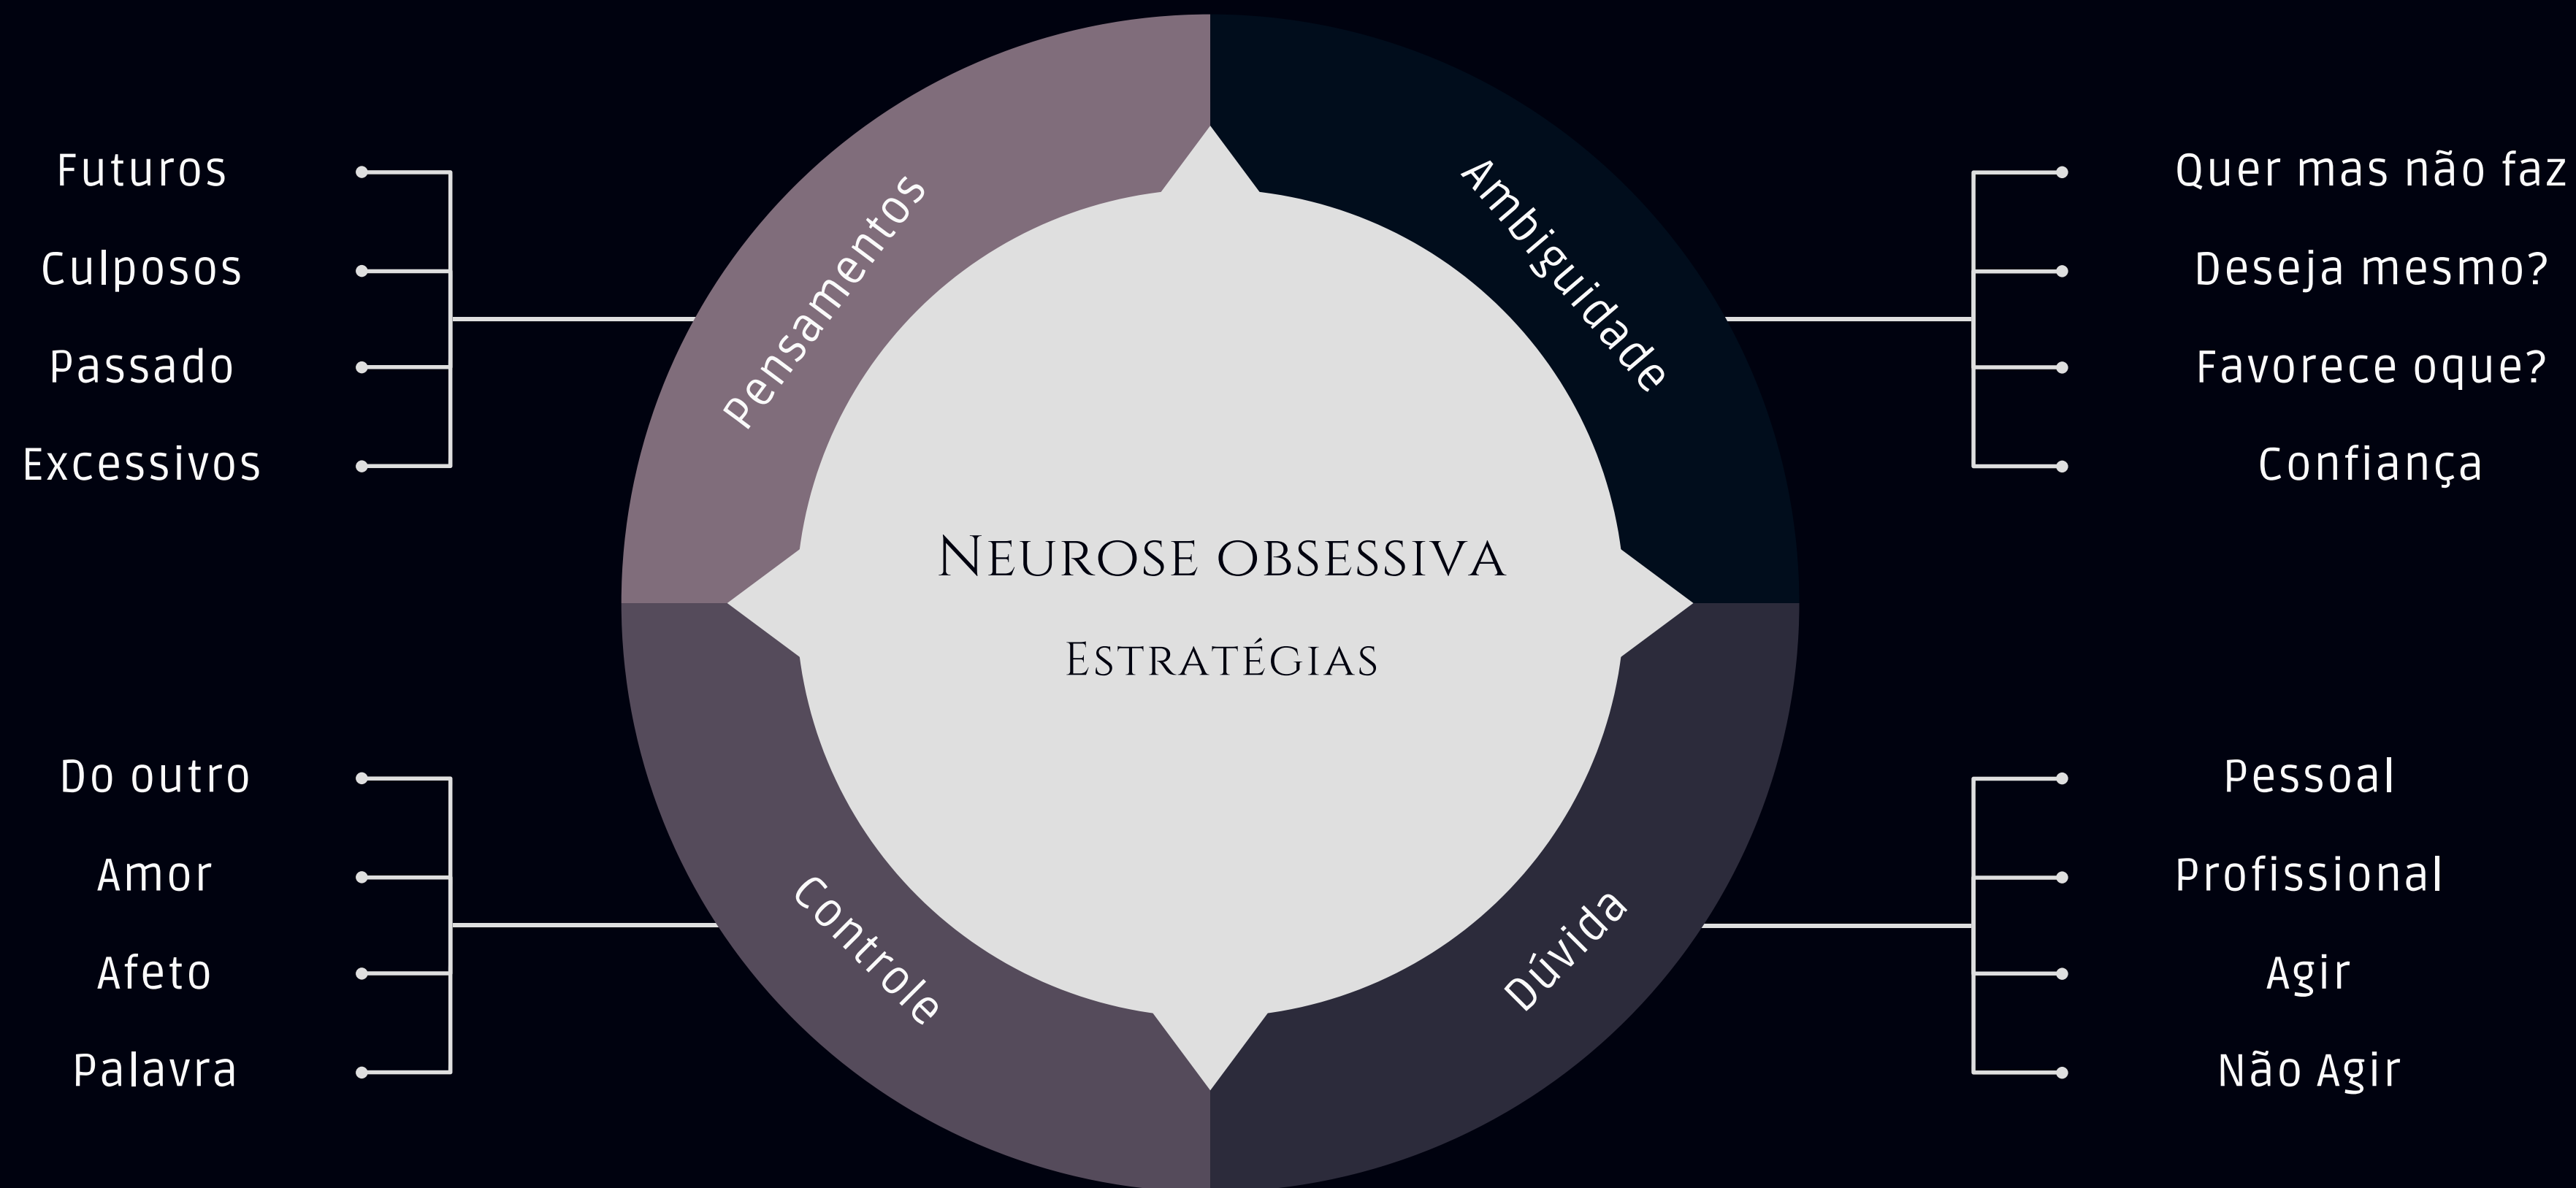 Pensamentos
Futuros
Culposos
Passado
Excessivos
Ambiguidade
Quer mas não faz
Deseja mesmo?
Favorece oque?
Confiança
Neurose obsessiva
Estratégias
Controle
Do outro
Amor
Afeto
Palavra
Dúvida
Pessoal
Profissional
Agir
Não Agir